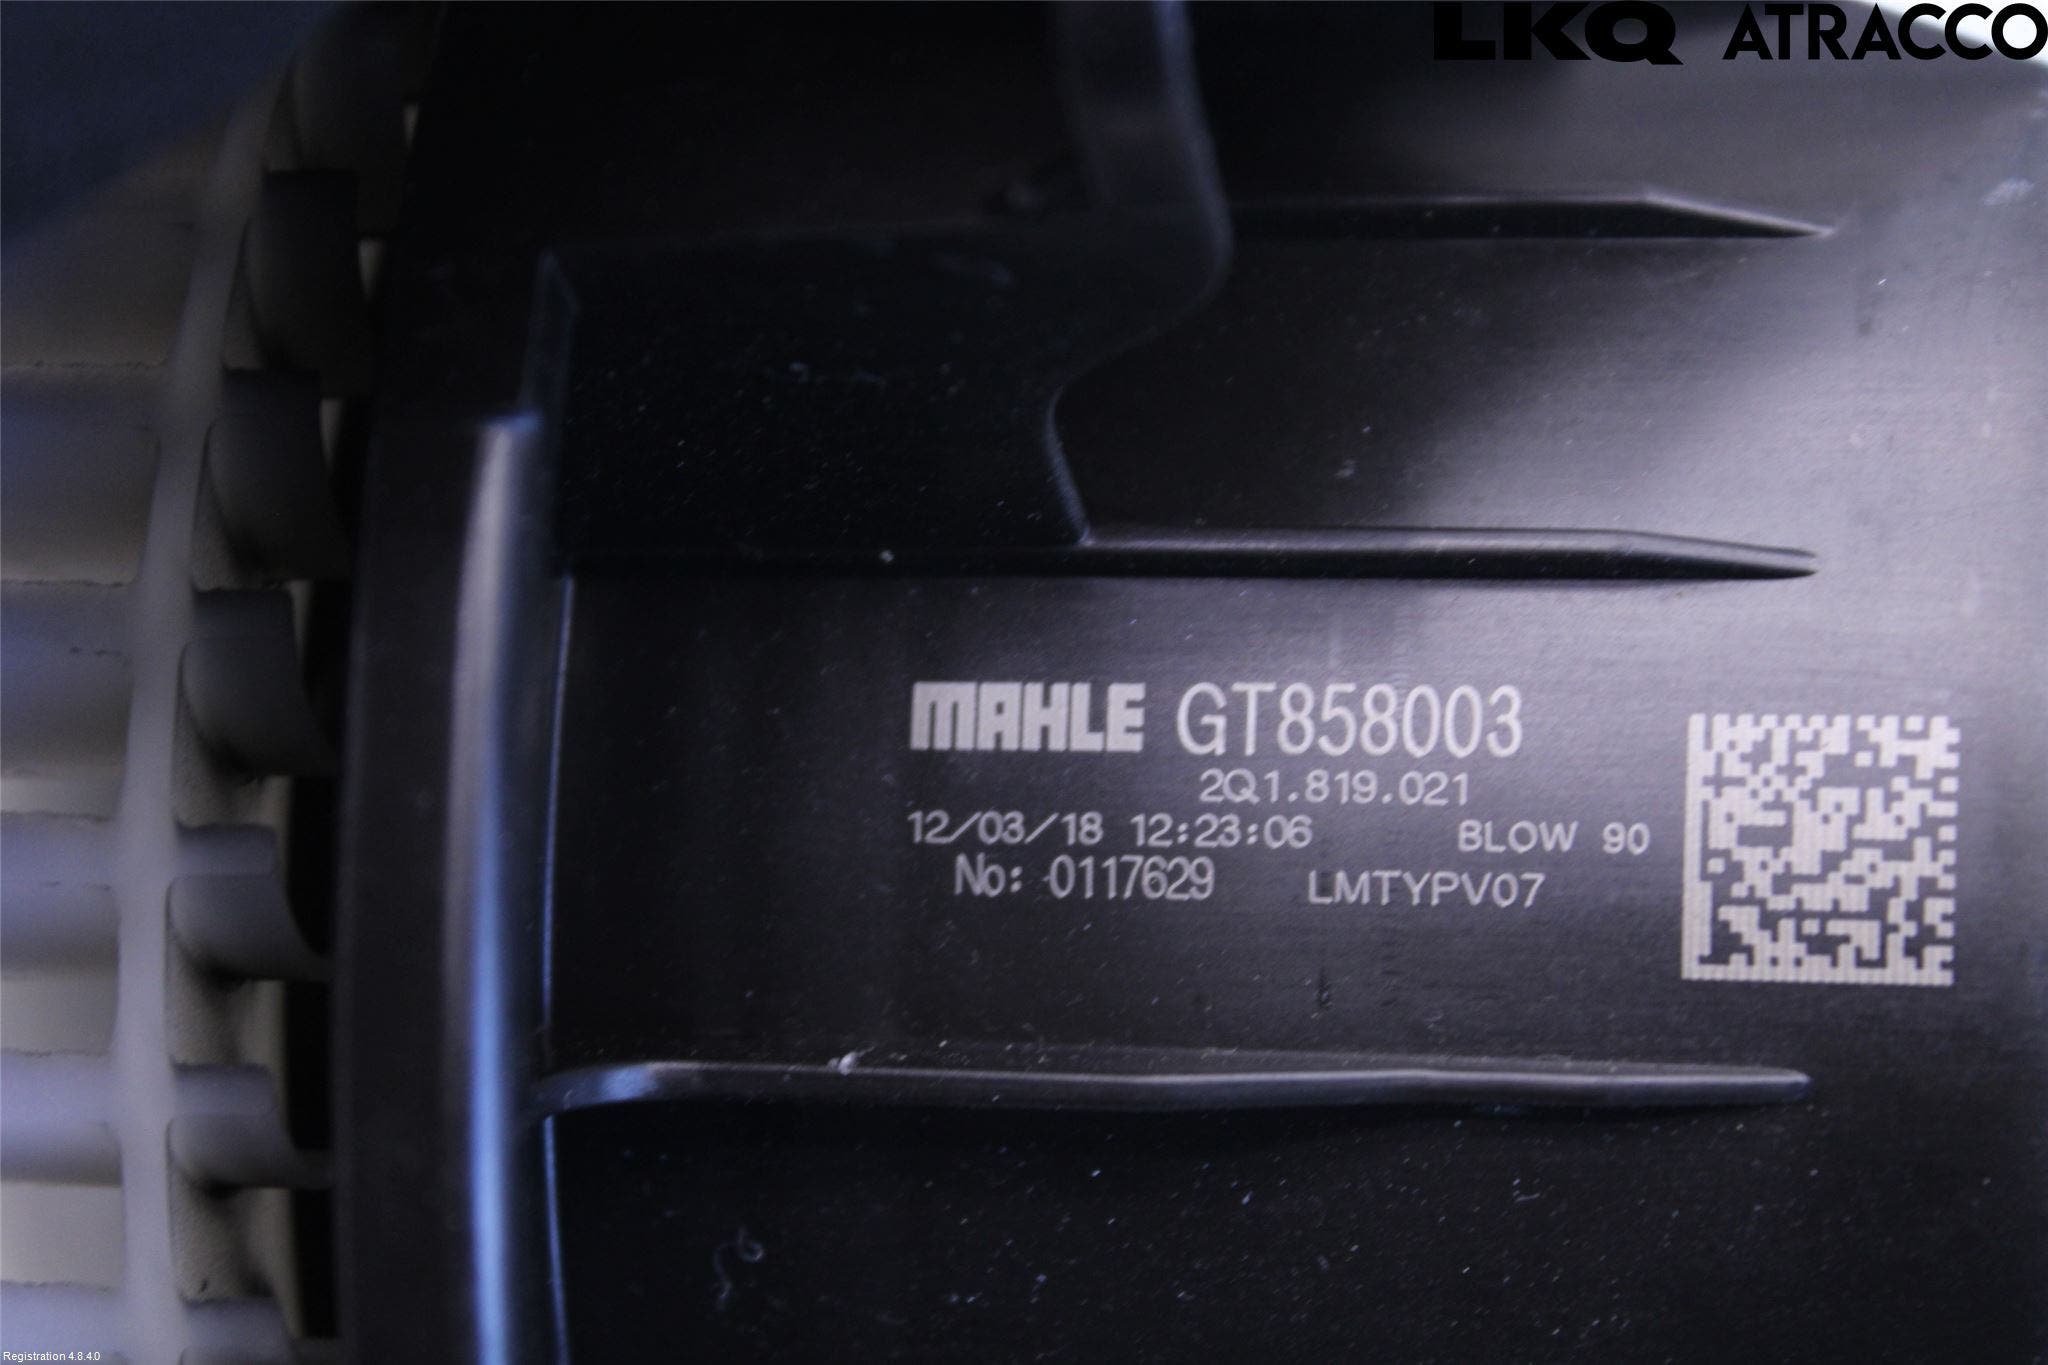 LKQ ATRACCO
MAHLE GT858003
2Q1.819.021
12/03/18 12:23:06 BLOW 90
No: 0117629 LMTYPV07
Registration 4.8.4.0